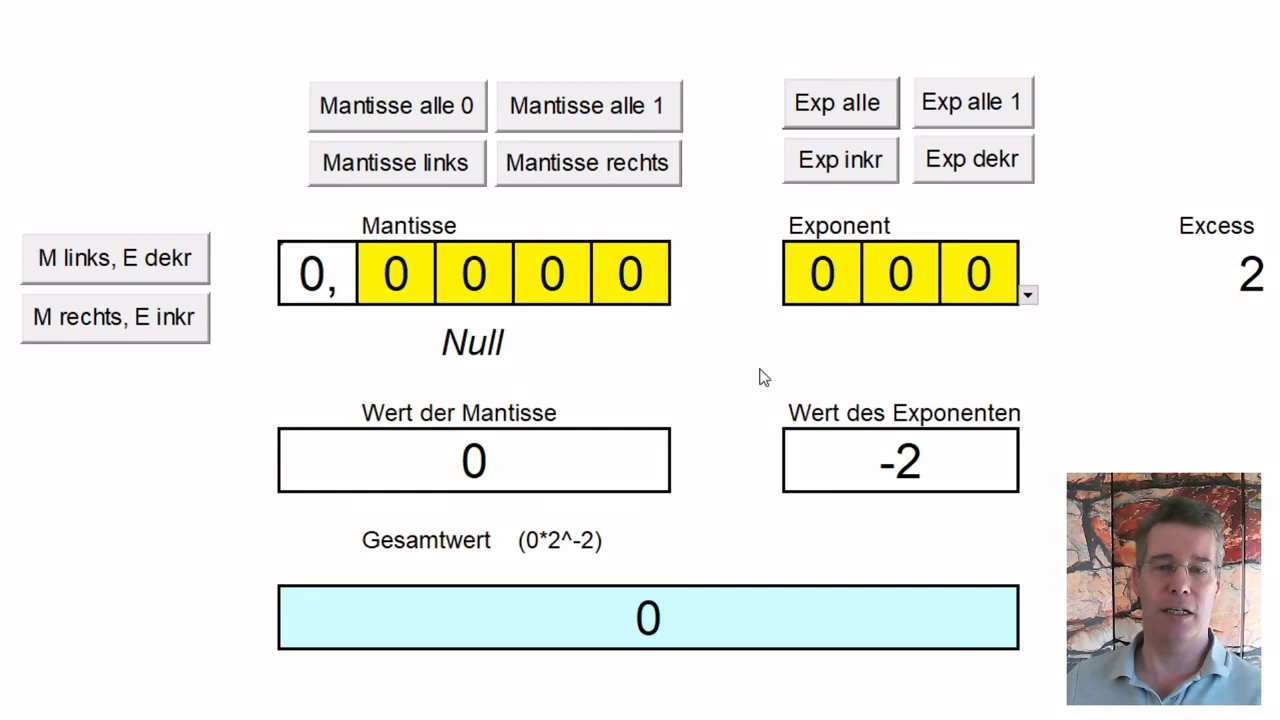 Mantisse alle 0 Mantisse alle 1 Exp alle Exp alle 1
Mantisse links Mantisse rechts Exp inkr Exp dekr
Mantisse Exponent Excess
M links, E dekr
0, 0 0 0 0 0 0 0 2
M rechts, E inkr
Null
Wert der Mantisse Wert des Exponenten
0 -2
Gesamtwert (0*2^-2)
0